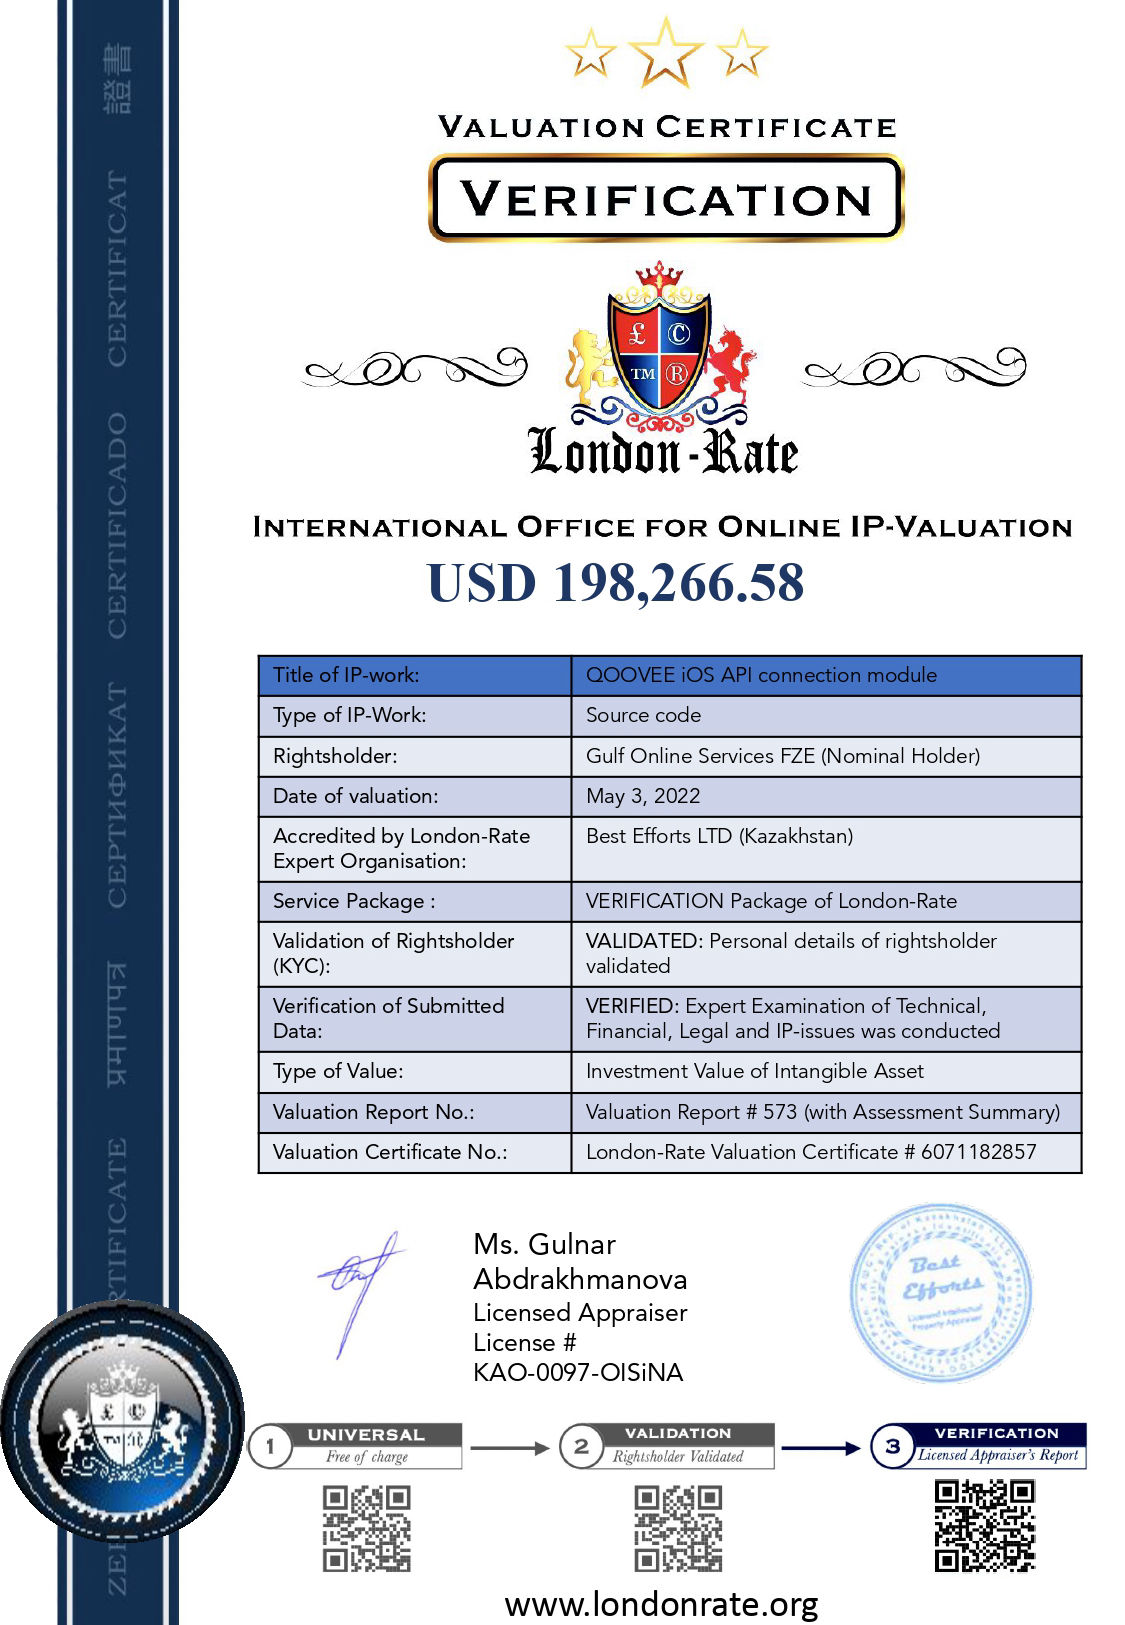 VALUATION CERTIFICATE
VERIFICATION
£ ©
TM ®
London-Rate
INTERNATIONAL OFFICE FOR ONLINE IP-VALUATION
USD 198,266.58
Title of IP-work: QOOVEE iOS API connection module
Type of IP-Work: Source code
Rightsholder: Gulf Online Services FZE (Nominal Holder)
Date of valuation: May 3, 2022
Accredited by London-Rate Expert Organisation: Best Efforts LTD (Kazakhstan)
Service Package : VERIFICATION Package of London-Rate
Validation of Rightsholder (KYC): VALIDATED: Personal details of rightsholder validated
Verification of Submitted Data: VERIFIED: Expert Examination of Technical, Financial, Legal and IP-issues was conducted
Type of Value: Investment Value of Intangible Asset
Valuation Report No.: Valuation Report # 573 (with Assessment Summary)
Valuation Certificate No.: London-Rate Valuation Certificate # 6071182857
Ms. Gulnar
Abdrakhmanova
Licensed Appraiser
License #
KAO-0097-OISiNA
Best
Efforts
Licensed Intellectual
Property Appraiser
1 UNIVERSAL
Free of charge
2 VALIDATION
Rightsholder Validated
3 VERIFICATION
Licensed Appraiser's Report
www.londonrate.org
證書
CERTIFICAT
CERTIFICADO
СЕРТИФИКАТ
प्रमाणपत्र
RTIFICATE
ZE